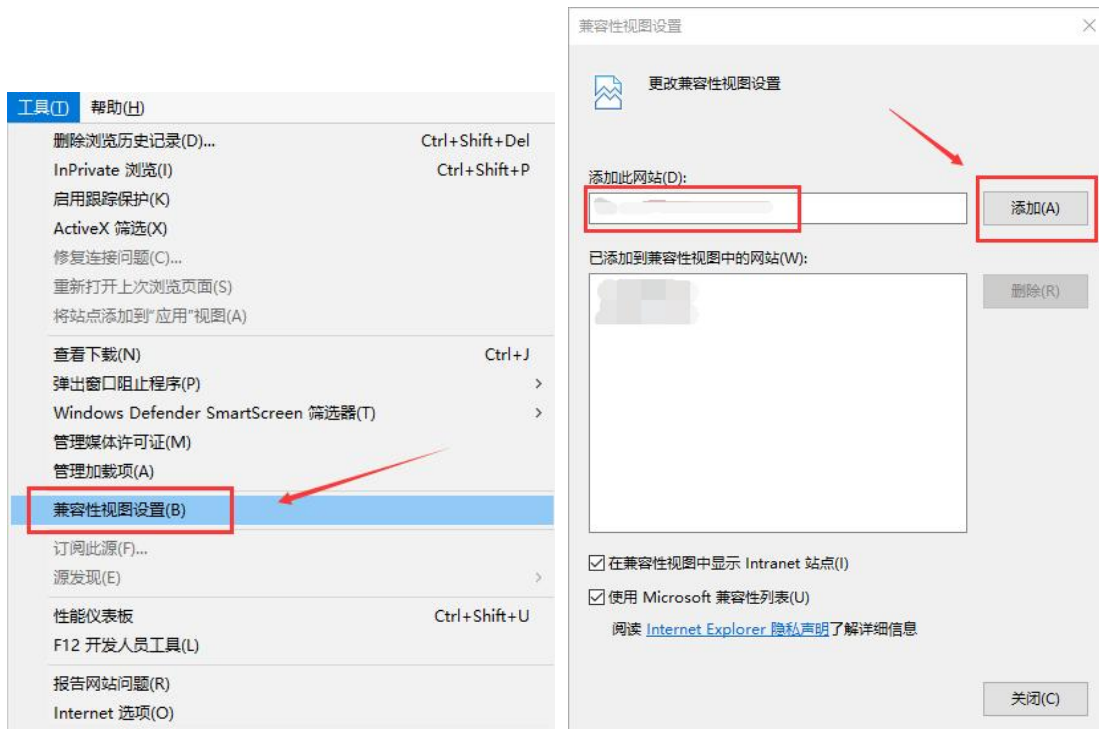 工具(T) 帮助(H)
删除浏览历史记录(D)... Ctrl+Shift+Del
InPrivate 浏览(I) Ctrl+Shift+P
启用跟踪保护(K)
ActiveX 筛选(X)
修复连接问题(C)...
重新打开上次浏览页面(S)
将站点添加到“应用”视图(A)
查看下载(N) Ctrl+J
弹出窗口阻止程序(P)
Windows Defender SmartScreen 筛选器(T)
管理媒体许可证(M)
管理加载项(A)
兼容性视图设置(B)
订阅此源(F)...
源发现(E)
性能仪表板 Ctrl+Shift+U
F12 开发人员工具(L)
报告网站问题(R)
Internet 选项(O)
兼容性视图设置
更改兼容性视图设置
添加此网站(D):
添加(A)
已添加到兼容性视图中的网站(W):
删除(R)
在兼容性视图中显示 Intranet 站点(I)
使用 Microsoft 兼容性列表(U)
阅读 Internet Explorer 隐私声明了解详细信息
关闭(C)